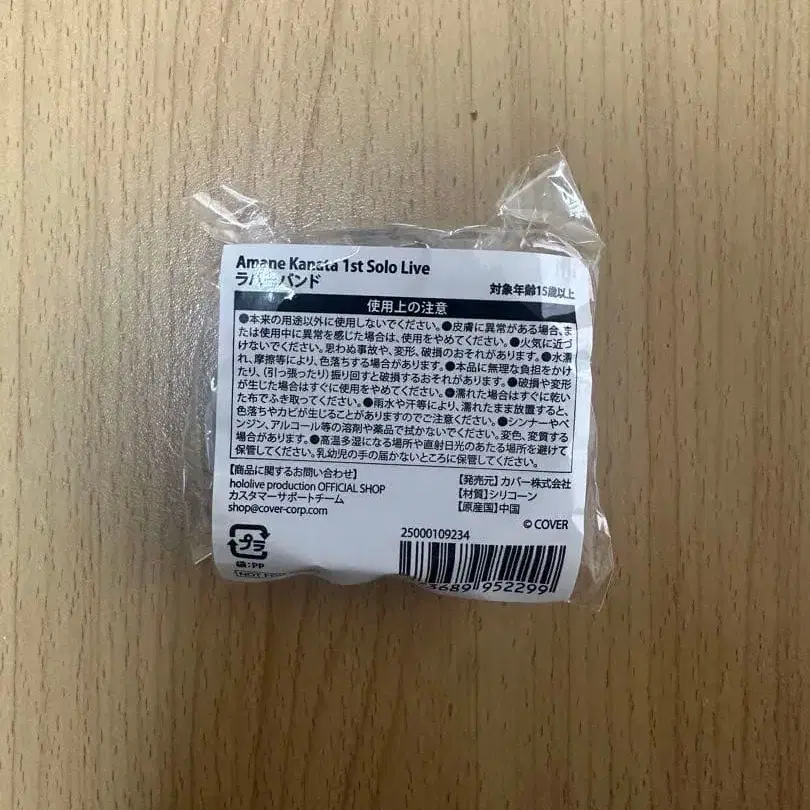 Amane Kanata 1st Solo Live
ラバーバンド
対象年齢15歳以上
使用上の注意
●本来の用途以外に使用しないでください。●皮膚に異常がある場合、ま
たは使用中に異常を感じた場合は、使用をやめてください。●火気に近づ
けないでください。思わぬ事故や、変形、破損のおそれがあります。●水濡
れ、摩擦等により、色落ちする場合があります。●本品に無理な負担をかけ
たり、(引っ張ったり)振り回すと破損するおそれがあります。●破損や変形
が生じた場合はすぐに使用をやめてください。●濡れた場合はすぐに乾い
た布でふき取ってください。●雨水や汗等により、濡れたまま放置すると、
色落ちやカビが生じることがありますのでご注意ください。●シンナーやベ
ンジン、アルコール等の溶剤や薬品で拭かないでください。変色、変質する
場合があります。●高温多湿になる場所や直射日光のあたる場所を避けて
保管してください。乳幼児の手の届かないところに保管してください。
【商品に関するお問い合わせ】
hololive production OFFICIAL SHOP
カスタマーサポートチーム
shop@cover-corp.com
【発売元】カバー株式会社
【材質】シリコーン
【原産国】中国
© COVER
プラ
袋:PP
NOT FO
25000109234
3689 952299